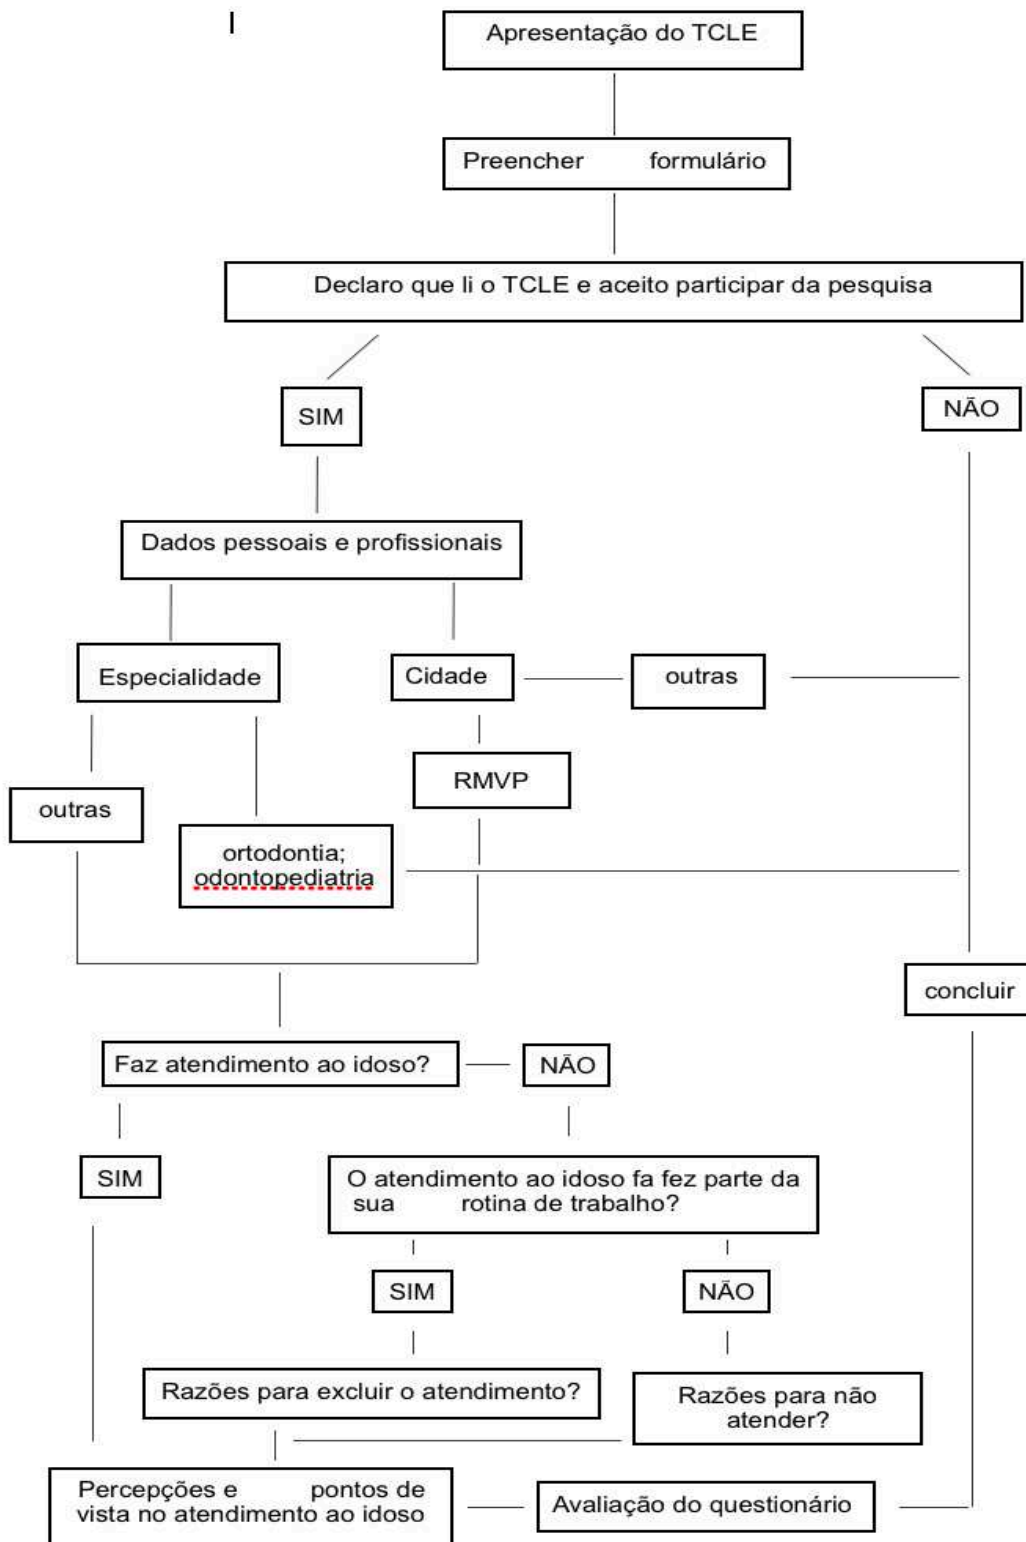 Apresentação do TCLE
Preencher formulário
Declaro que li o TCLE e aceito participar da pesquisa
SIM
NÃO
Dados pessoais e profissionais
Especialidade
Cidade
outras
RMVP
outras
ortodontia;
odontopediatria
concluir
Faz atendimento ao idoso?
NÃO
SIM
O atendimento ao idoso fa fez parte da
sua rotina de trabalho?
SIM
NÃO
Razões para excluir o atendimento?
Razões para não
atender?
Percepções e pontos de
vista no atendimento ao idoso
Avaliação do questionário